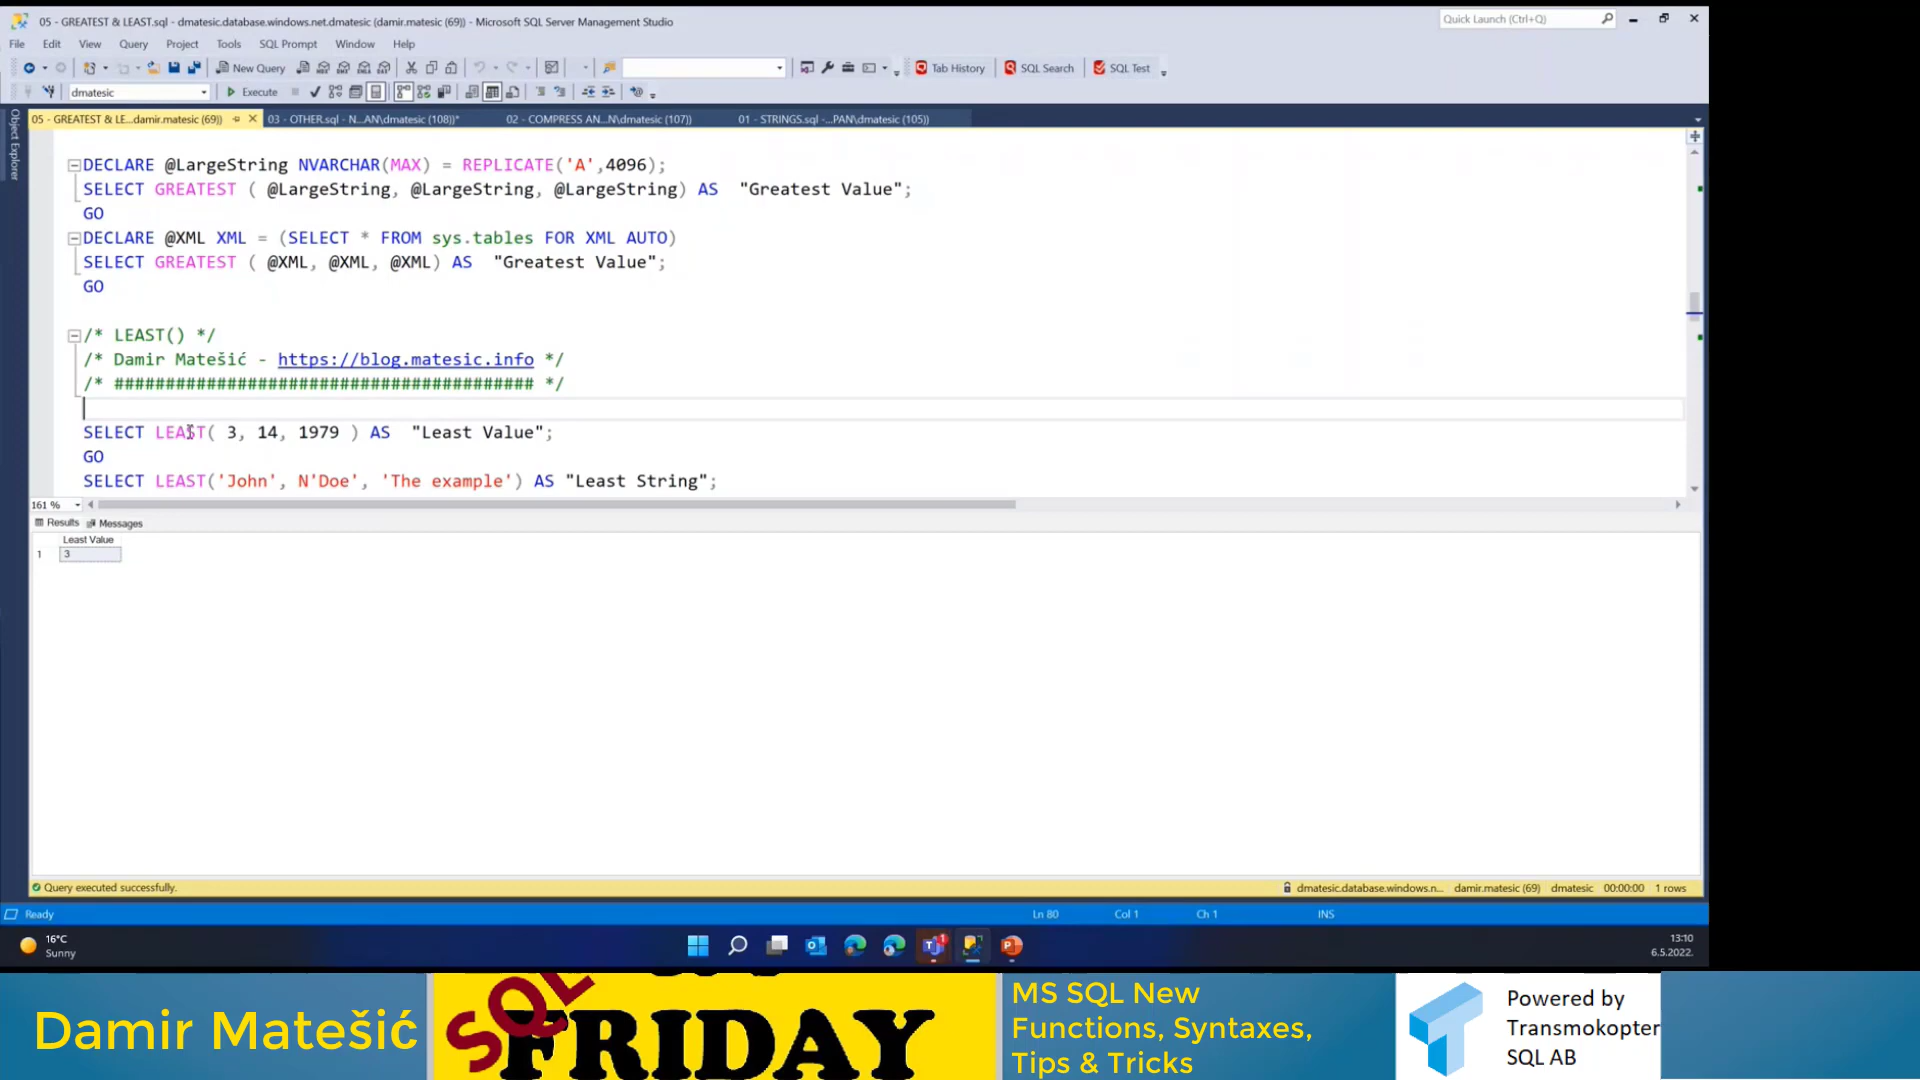 05 - GREATEST & LEAST.sql - dmatesic.database.windows.net.dmatesic (damir.matesic (69)) - Microsoft SQL Server Management Studio
Quick Launch (Ctrl+Q)
File Edit View Query Project Tools SQL Prompt Window Help
New Query
Tab History SQL Search SQL Test
dmatesic Execute
05 - GREATEST & LE...damir.matesic (69)) 03 - OTHER.sql - N...AN\dmatesic (108))* 02 - COMPRESS AN...N\dmatesic (107)) 01 - STRINGS.sql -...PAN\dmatesic (105))
Object Explorer
DECLARE @LargeString NVARCHAR(MAX) = REPLICATE('A',4096);
SELECT GREATEST ( @LargeString, @LargeString, @LargeString) AS "Greatest Value";
GO
DECLARE @XML XML = (SELECT * FROM sys.tables FOR XML AUTO)
SELECT GREATEST ( @XML, @XML, @XML) AS "Greatest Value";
GO
/* LEAST() */
/* Damir Matešić - https://blog.matesic.info */
/* ######################################### */
SELECT LEAST( 3, 14, 1979 ) AS "Least Value";
GO
SELECT LEAST('John', N'Doe', 'The example') AS "Least String";
161 %
Results Messages
Least Value
1 3
Query executed successfully. dmatesic.database.windows.n... damir.matesic (69) dmatesic 00:00:00 1 rows
Ready Ln 80 Col 1 Ch 1 INS
16°C
Sunny
13:10
6.5.2022.
Damir Matešić
SQL
FRIDAY
MS SQL New
Functions, Syntaxes,
Tips & Tricks
Powered by
Transmokopter
SQL AB